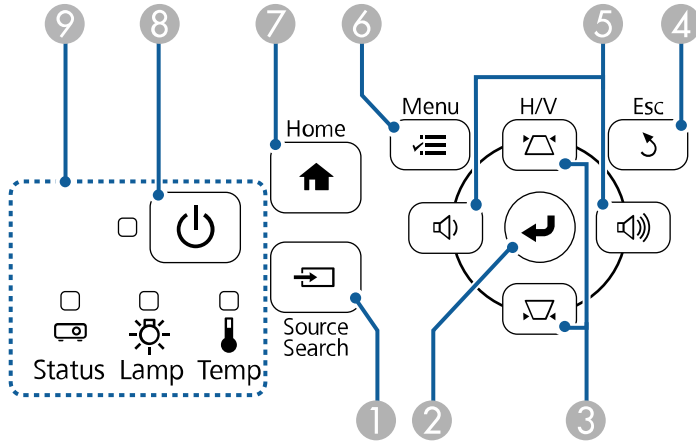 9 8 7 6 5 4
Menu H/V Esc
Home
Source
Search
Status Lamp Temp
1 2 3